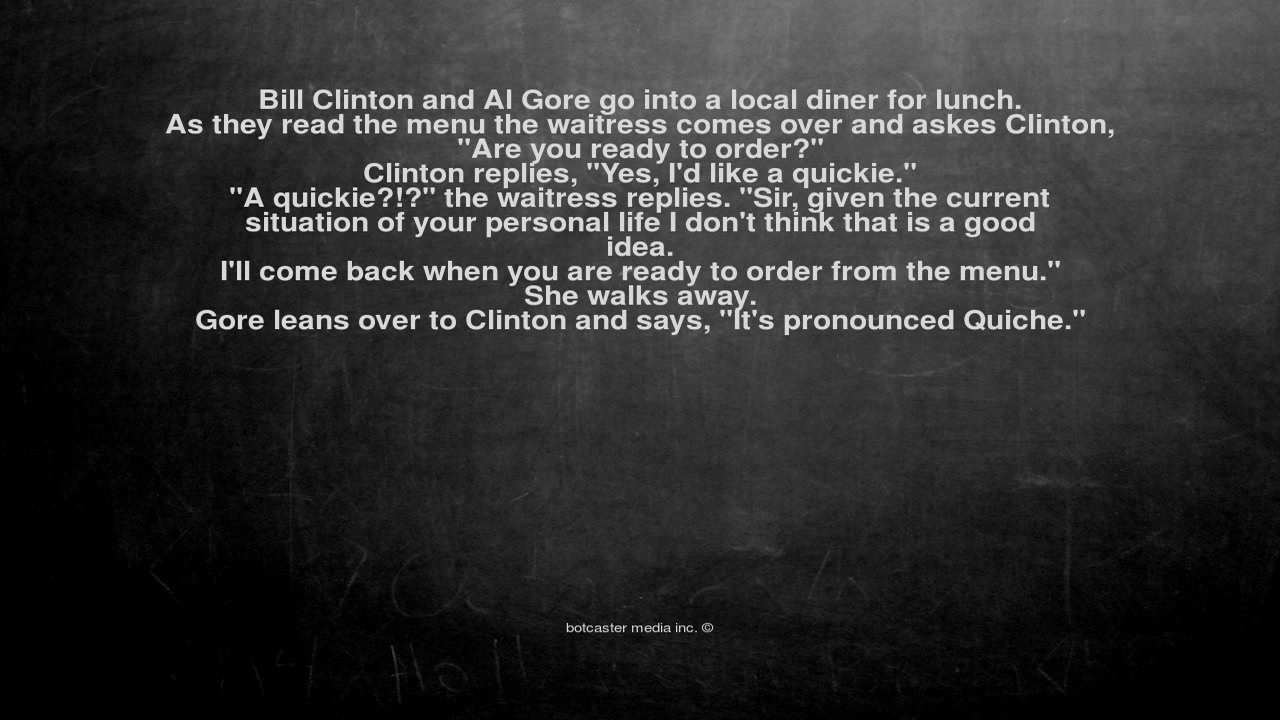 Bill Clinton and Al Gore go into a local diner for lunch.
As they read the menu the waitress comes over and askes Clinton,
"Are you ready to order?"
Clinton replies, "Yes, I'd like a quickie."
"A quickie?!?" the waitress replies. "Sir, given the current
situation of your personal life I don't think that is a good
idea.
I'll come back when you are ready to order from the menu."
She walks away.
Gore leans over to Clinton and says, "It's pronounced Quiche."
botcaster media inc. ©